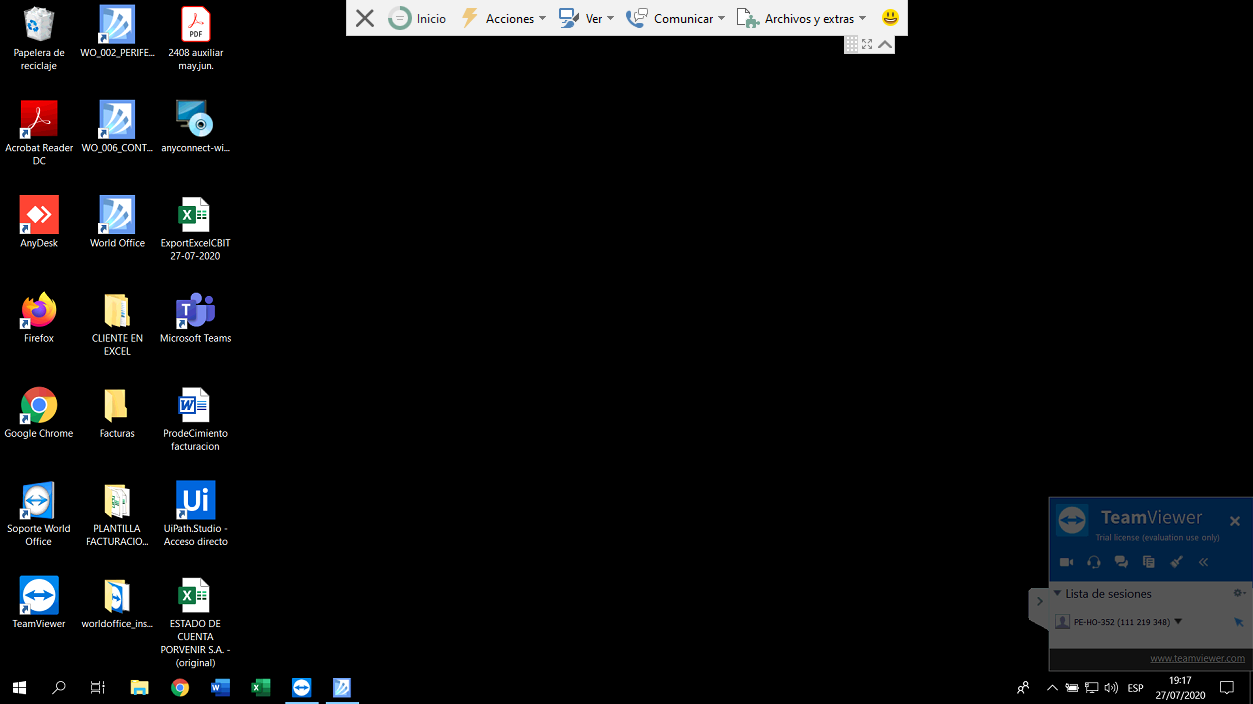 Inicio
Acciones
Ver
Comunicar
Archivos y extras
Papelera de
reciclaje
WO_002_PERIFE...
PDF
2408 auxiliar
may.jun.
Acrobat Reader
DC
WO_006_CONT...
anyconnect-wi...
AnyDesk
World Office
ExportExcelCBIT
27-07-2020
Firefox
CLIENTE EN
EXCEL
Microsoft Teams
Google Chrome
Facturas
ProdeCimiento
facturacion
Soporte World
Office
PLANTILLA
FACTURACIO...
Ui
UiPath.Studio -
Acceso directo
TeamViewer
worldoffice_ins...
ESTADO DE
CUENTA
PORVENIR S.A. -
(original)
TeamViewer
Trial license (evaluation use only)
Lista de sesiones
PE-HO-352 (111 219 348)
www.teamviewer.com
ESP
19:17
27/07/2020